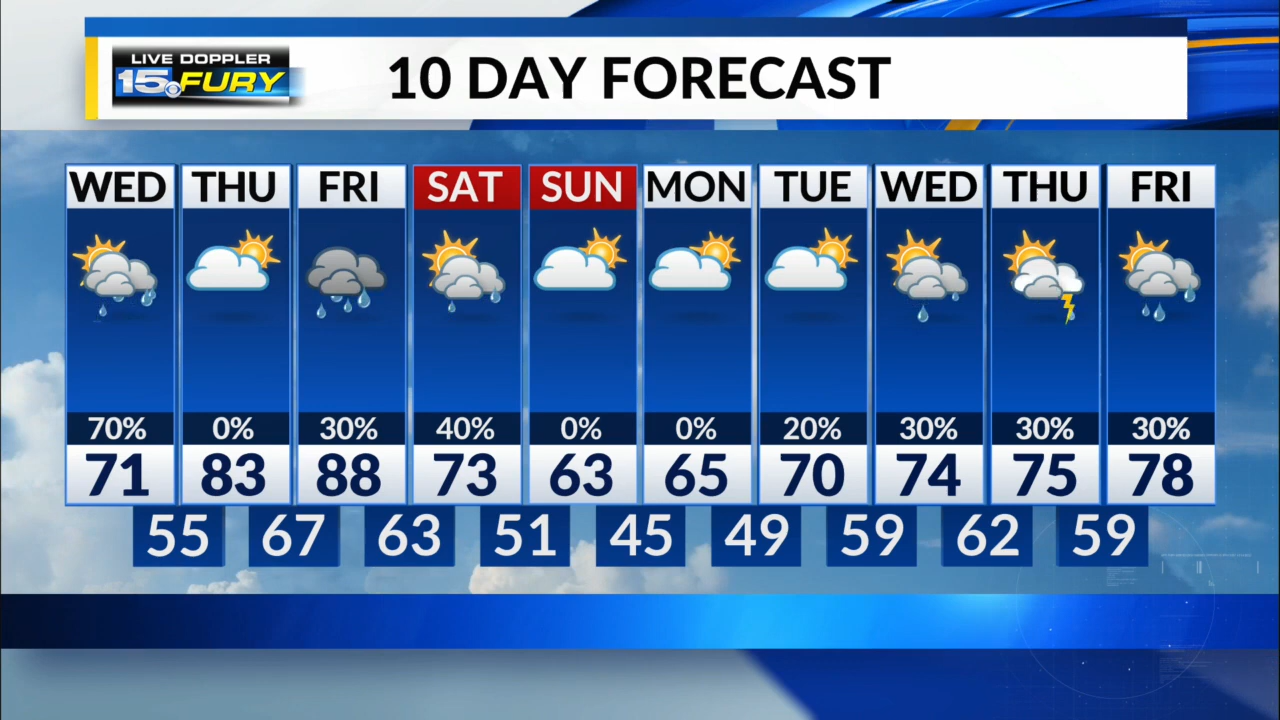 LIVE DOPPLER
15 FURY
10 DAY FORECAST
WED THU FRI SAT SUN MON TUE WED THU FRI
70% 0% 30% 40% 0% 0% 20% 30% 30% 30%
71 83 88 73 63 65 70 74 75 78
55 67 63 51 45 49 59 62 59